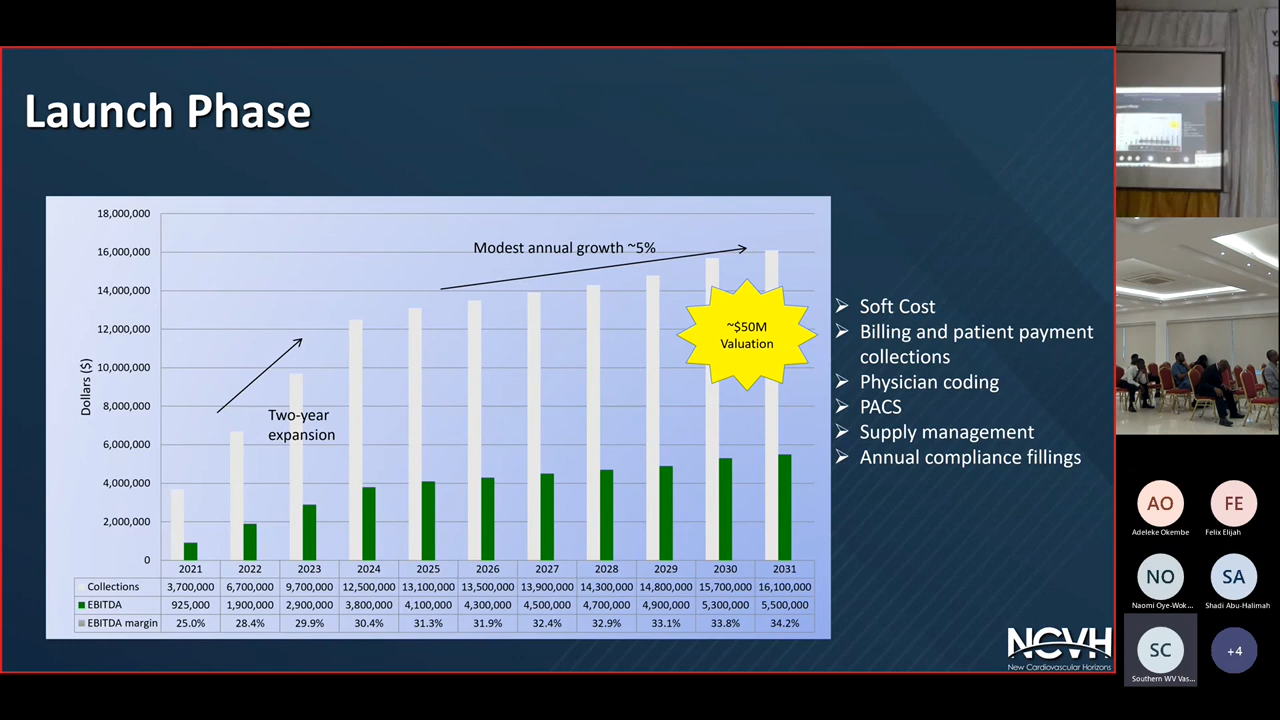 Launch Phase
18,000,000
16,000,000
14,000,000
12,000,000
10,000,000
8,000,000
6,000,000
4,000,000
2,000,000
0
Dollars ($)
Modest annual growth ~5%
Two-year
expansion
~$50M
Valuation
2021 2022 2023 2024 2025 2026 2027 2028 2029 2030 2031
Collections 3,700,000 6,700,000 9,700,000 12,500,000 13,100,000 13,500,000 13,900,000 14,300,000 14,800,000 15,700,000 16,100,000
EBITDA 925,000 1,900,000 2,900,000 3,800,000 4,100,000 4,300,000 4,500,000 4,700,000 4,900,000 5,300,000 5,500,000
EBITDA margin 25.0% 28.4% 29.9% 30.4% 31.3% 31.9% 32.4% 32.9% 33.1% 33.8% 34.2%
Soft Cost
Billing and patient payment
collections
Physician coding
PACS
Supply management
Annual compliance fillings
NCVH
New Cardiovascular Horizons
AO FE
Adeleke Okembe Felix Elijah
NO SA
Naomi Oye-Wok... Shadi Abu-Halimah
SC +4
Southern WV Vas...